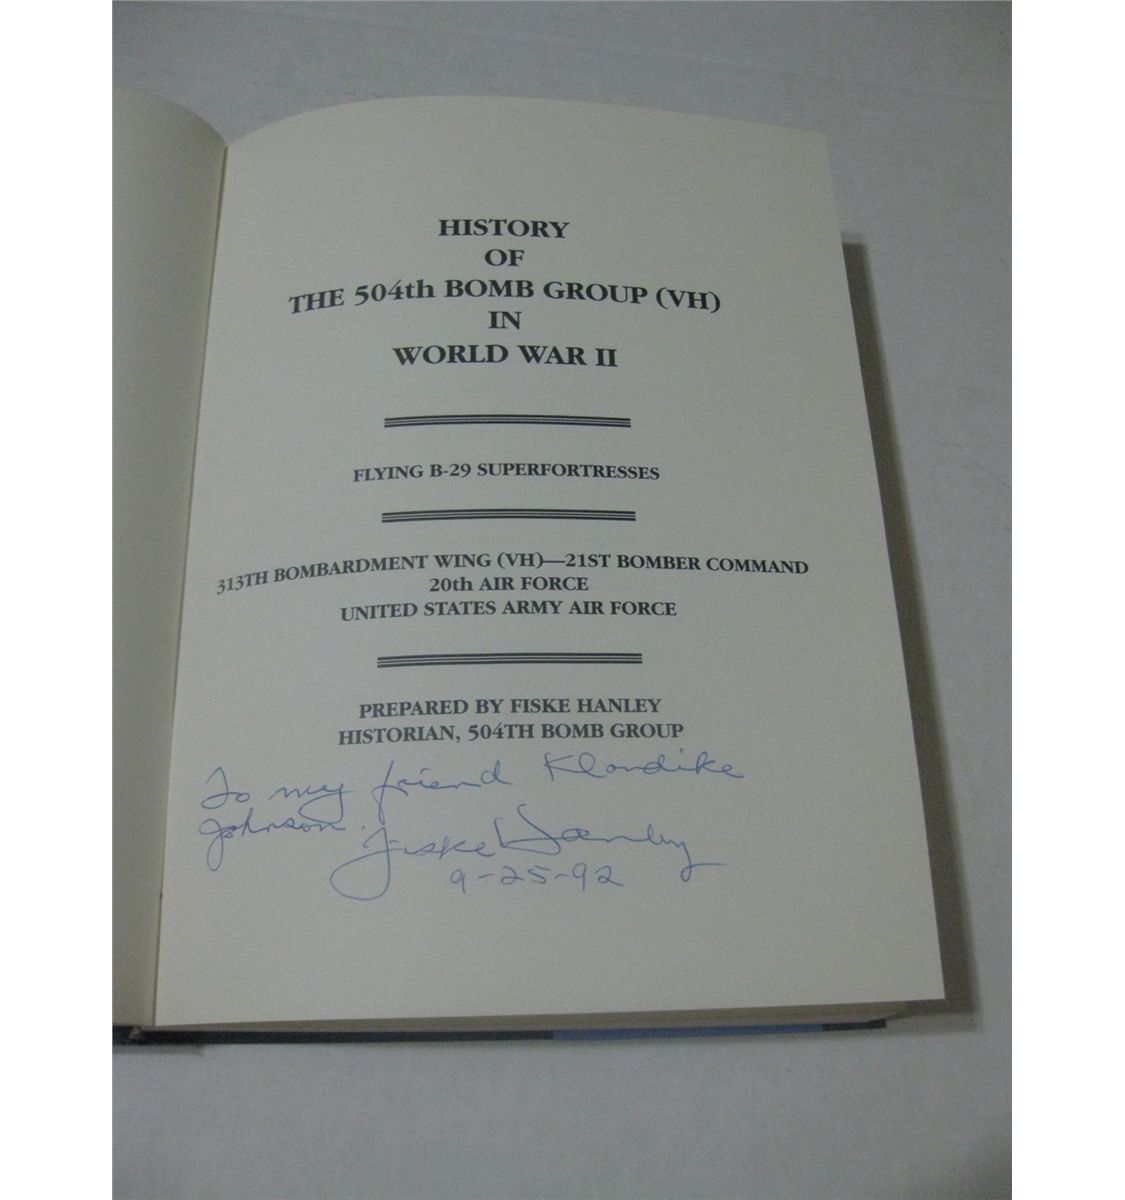 HISTORY
OF
THE 504th BOMB GROUP (VH)
IN
WORLD WAR II
FLYING B-29 SUPERFORTRESSES
313TH BOMBARDMENT WING (VH)—21ST BOMBER COMMAND
20th AIR FORCE
UNITED STATES ARMY AIR FORCE
PREPARED BY FISKE HANLEY
HISTORIAN, 504TH BOMB GROUP
To my friend Klondike
Johnson.
Fiske Hanley
9-25-92